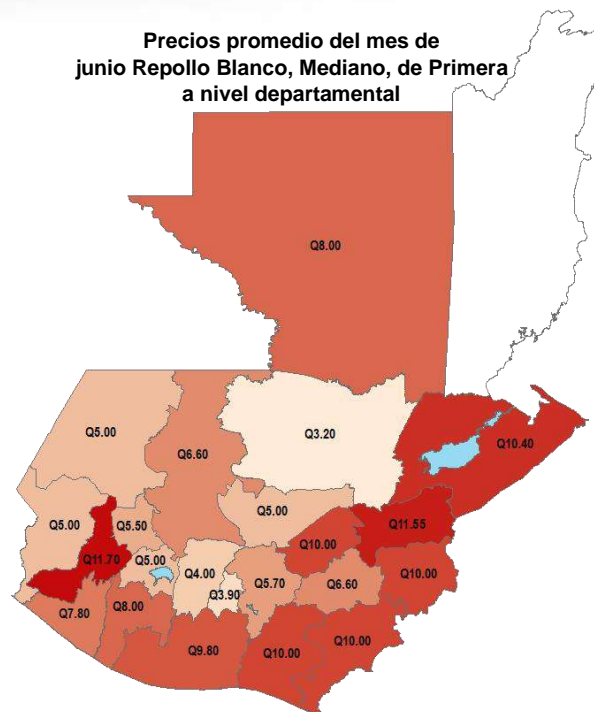 Precios promedio del mes de
junio Repollo Blanco, Mediano, de Primera
a nivel departamental
Q8.00
Q5.00
Q6.60
Q3.20
Q10.40
Q5.00
Q5.50
Q5.00
Q11.55
Q10.00
Q11.70
Q5.00
Q4.00
Q3.90
Q5.70
Q6.60
Q10.00
Q7.80
Q8.00
Q9.80
Q10.00
Q10.00